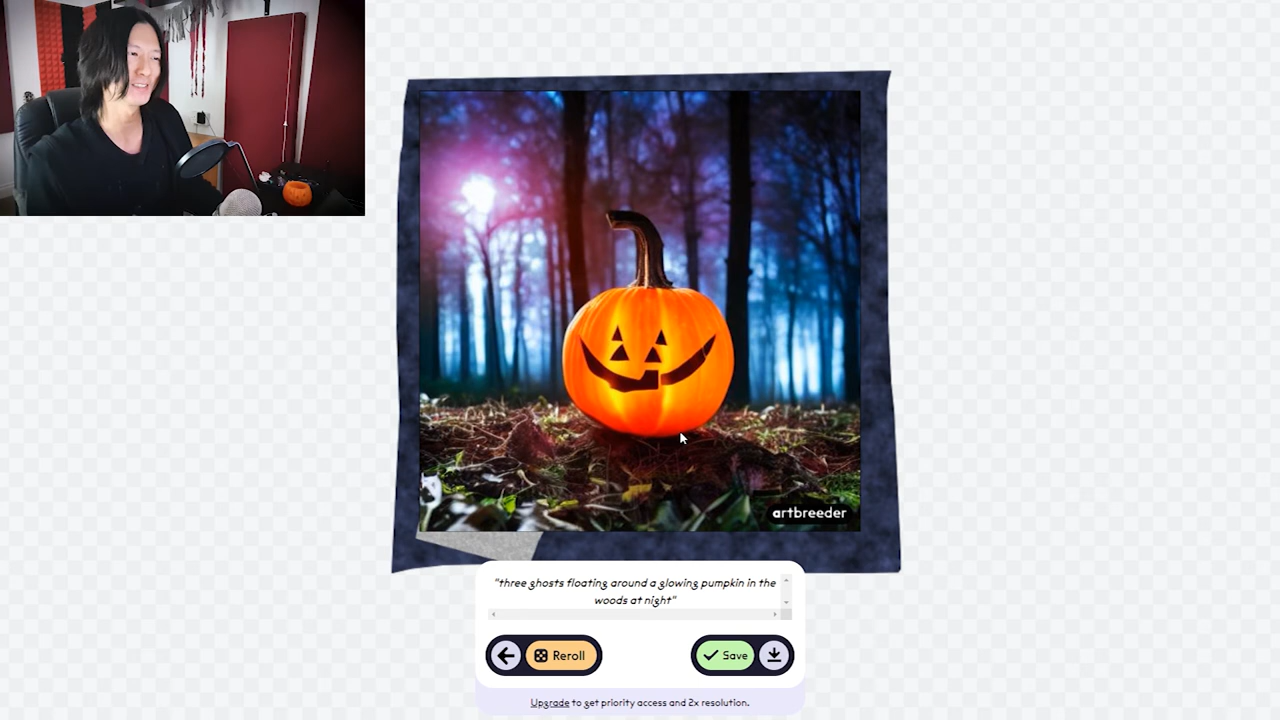 artbreeder
"three ghosts floating around a glowing pumpkin in the
woods at night"
Reroll
Save
Upgrade to get priority access and 2x resolution.